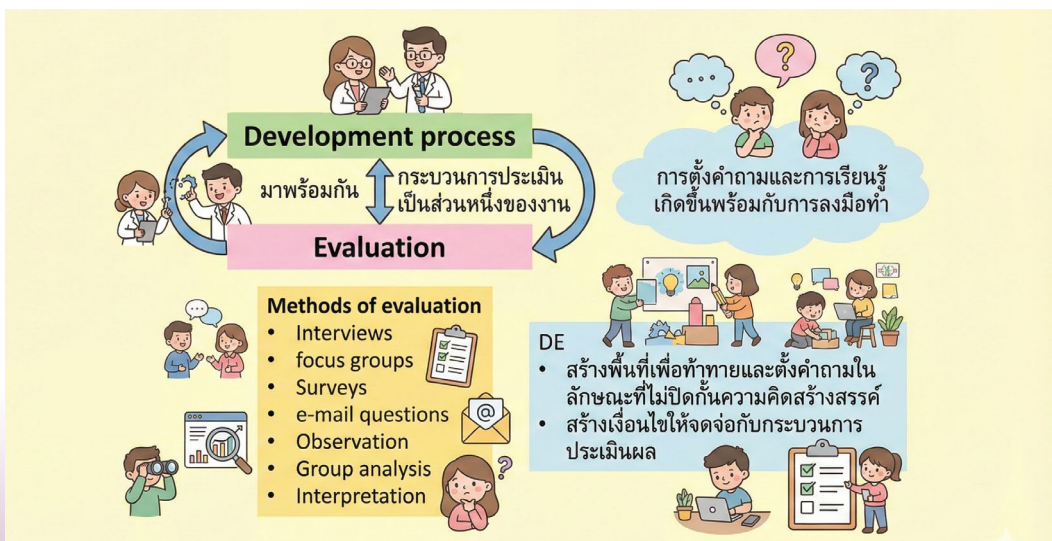 Development process
มาพร้อมกัน
กระบวนการประเมิน
เป็นส่วนหนึ่งของงาน
Evaluation
? ... ?
การตั้งคำถามและการเรียนรู้
เกิดขึ้นพร้อมกับการลงมือทำ
Methods of evaluation
• Interviews
• focus groups
• Surveys
• e-mail questions
• Observation
• Group analysis
• Interpretation
@
?
DE
• สร้างพื้นที่เพื่อท้าทายและตั้งคำถามใน
ลักษณะที่ไม่ปิดกั้นความคิดสร้างสรรค์
• สร้างเงื่อนไขให้จดจ่อกับกระบวนการ
ประเมินผล